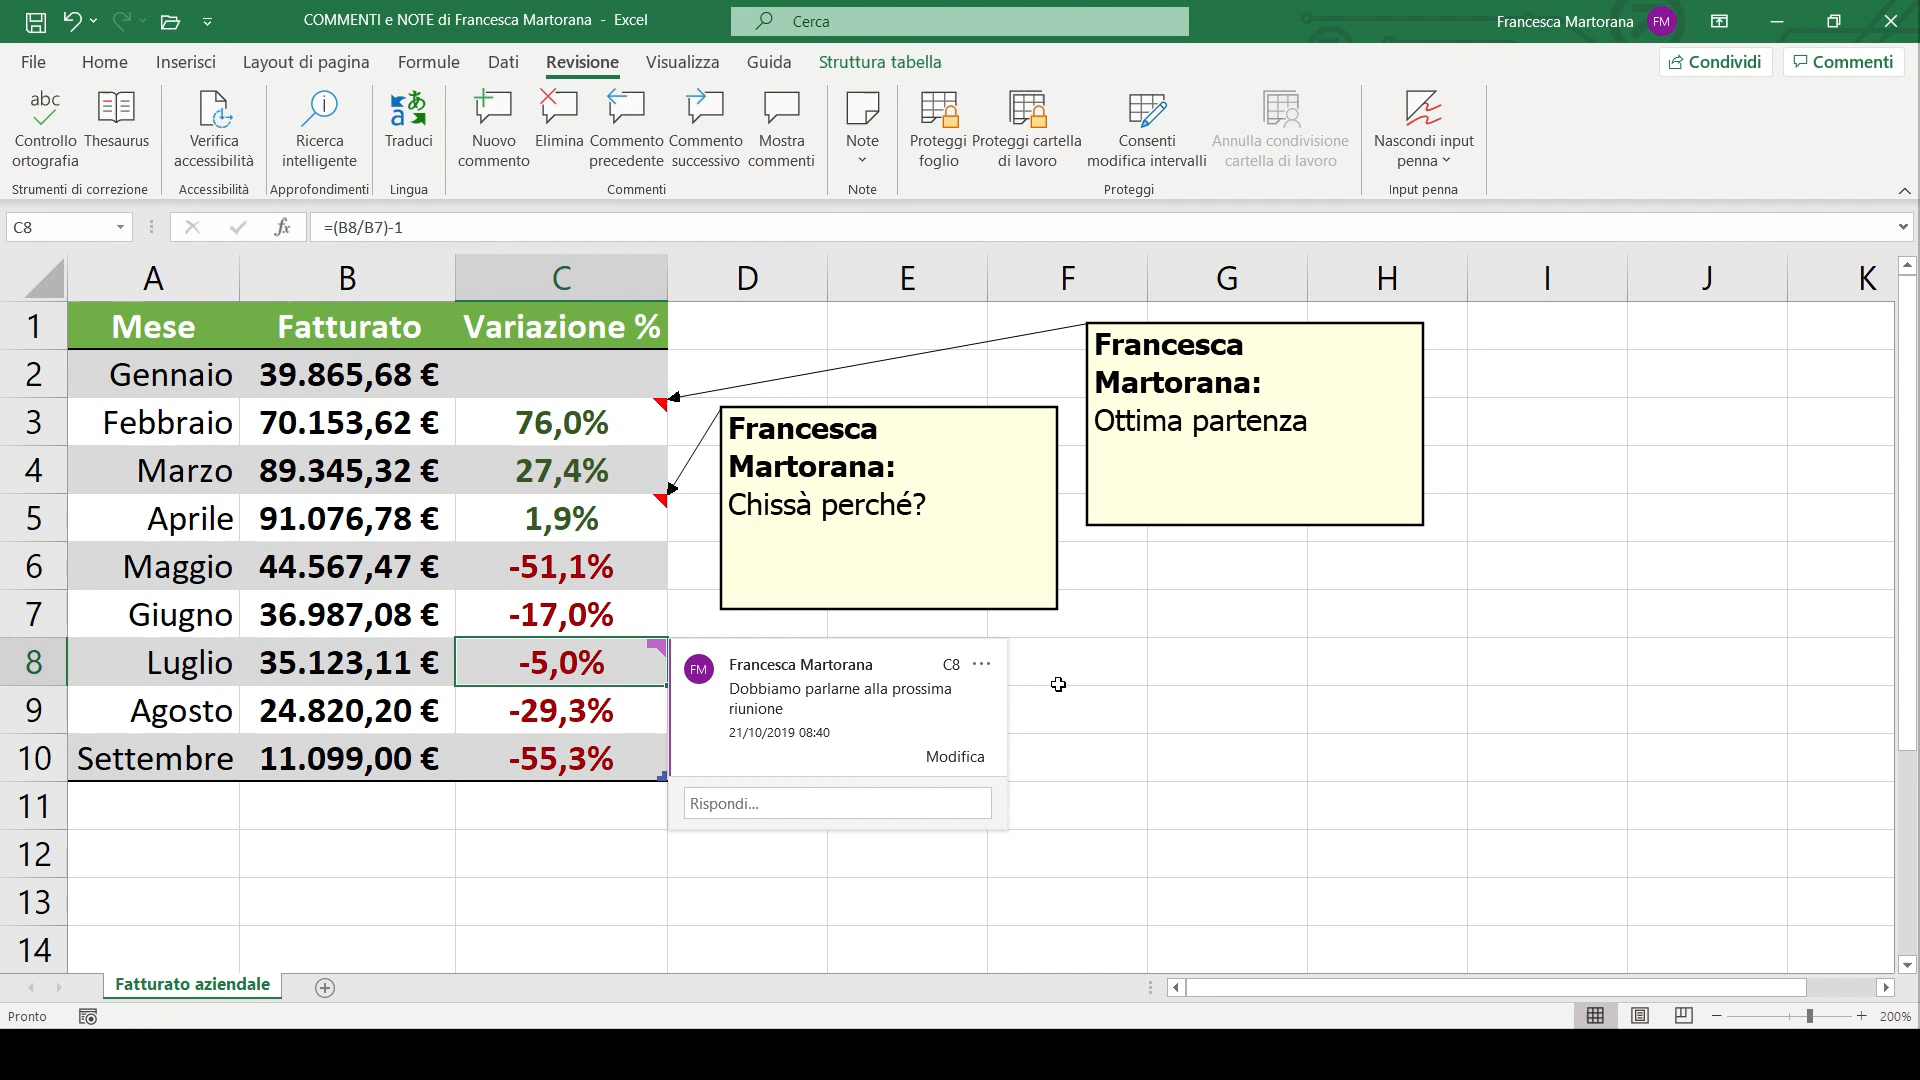 COMMENTI e NOTE di Francesca Martorana - Excel
Cerca
Francesca Martorana FM
File Home Inserisci Layout di pagina Formule Dati Revisione Visualizza Guida Struttura tabella
Condividi Commenti
abc
Controllo ortografia
Thesaurus
Verifica accessibilità
Ricerca intelligente
Traduci
Nuovo commento
Elimina
Commento precedente
Commento successivo
Mostra commenti
Note
Proteggi foglio
Proteggi cartella di lavoro
Consenti modifica intervalli
Annulla condivisione cartella di lavoro
Nascondi input penna
Strumenti di correzione Accessibilità Approfondimenti Lingua Commenti Note Proteggi Input penna
C8 fx =(B8/B7)-1
A B C D E F G H I J K
1 Mese Fatturato Variazione %
2 Gennaio 39.865,68 €
3 Febbraio 70.153,62 € 76,0%
4 Marzo 89.345,32 € 27,4%
5 Aprile 91.076,78 € 1,9%
6 Maggio 44.567,47 € -51,1%
7 Giugno 36.987,08 € -17,0%
8 Luglio 35.123,11 € -5,0%
9 Agosto 24.820,20 € -29,3%
10 Settembre 11.099,00 € -55,3%
11
12
13
14
Francesca
Martorana:
Ottima partenza
Francesca
Martorana:
Chissà perché?
FM Francesca Martorana C8 ...
Dobbiamo parlarne alla prossima
riunione
21/10/2019 08:40
Modifica
Rispondi...
Fatturato aziendale
Pronto
200%